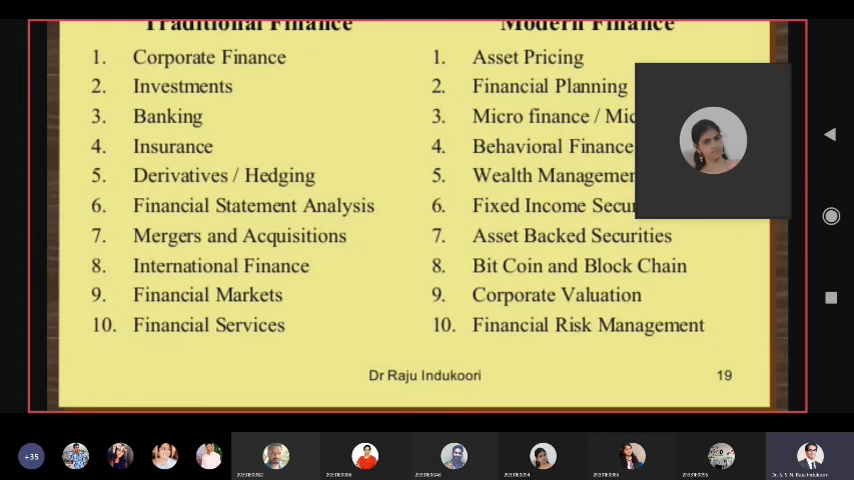 Traditional Finance
Modern Finance
1. Corporate Finance
2. Investments
3. Banking
4. Insurance
5. Derivatives / Hedging
6. Financial Statement Analysis
7. Mergers and Acquisitions
8. International Finance
9. Financial Markets
10. Financial Services
1. Asset Pricing
2. Financial Planning
3. Micro finance /
4. Behavioral Finance
5. Wealth
6. Fixed Income
7. Asset Backed Securities
8. Bit Coin and Block Chain
9. Corporate Valuation
10. Financial Risk Management
Dr Raju Indukoori
19
+35
Dr. S. S. N. Raju Indukoori